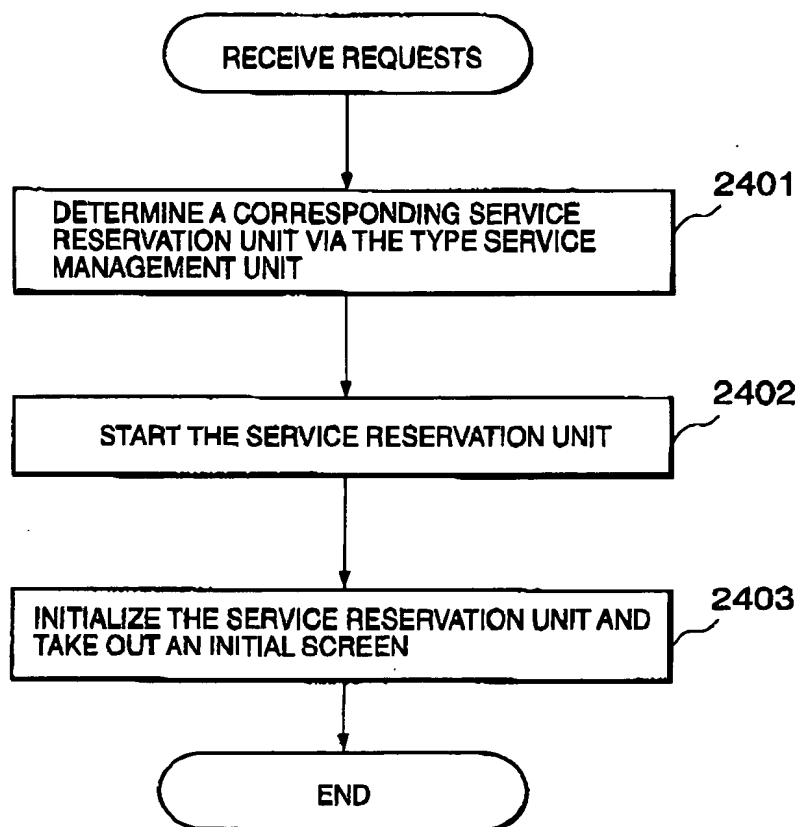 RECEIVE REQUESTS
2401
DETERMINE A CORRESPONDING SERVICE
RESERVATION UNIT VIA THE TYPE SERVICE
MANAGEMENT UNIT
2402
START THE SERVICE RESERVATION UNIT
2403
INITIALIZE THE SERVICE RESERVATION UNIT AND
TAKE OUT AN INITIAL SCREEN
END